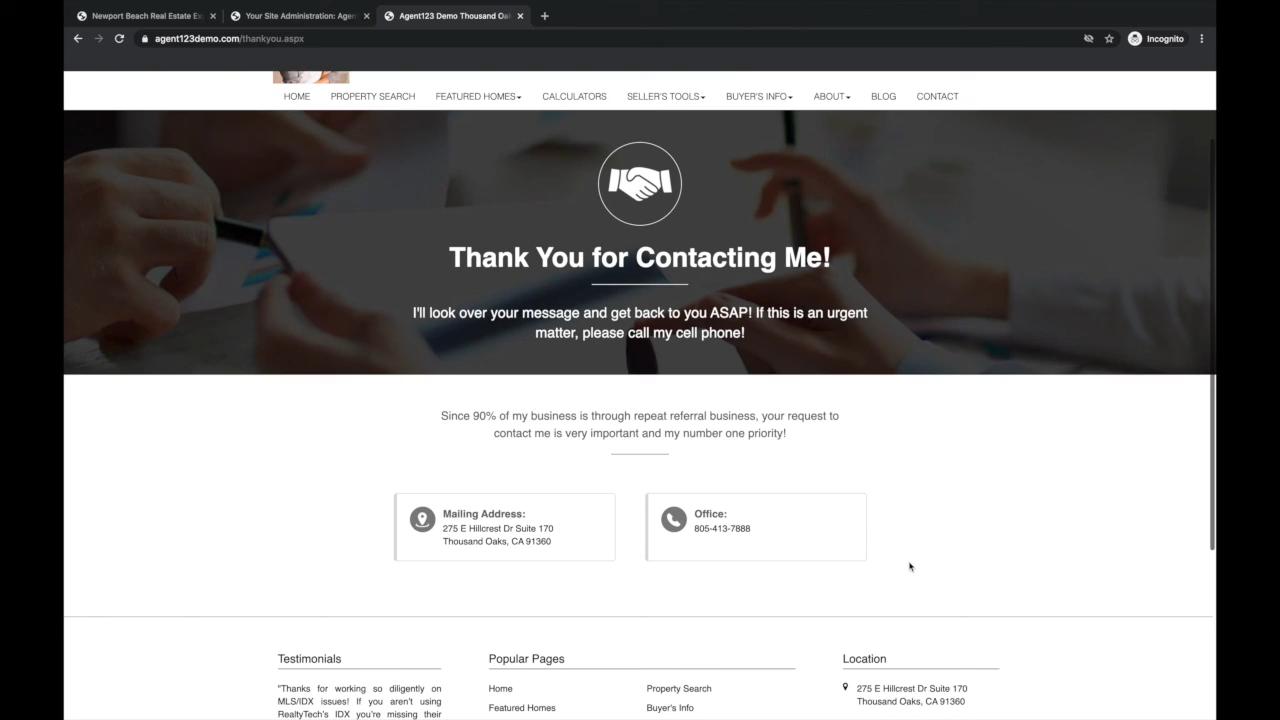 Newport Beach Real Estate Ex
Your Site Administration: Agen
Agent123 Demo Thousand Oa
agent123demo.com/thankyou.aspx
Incognito
HOME PROPERTY SEARCH FEATURED HOMES CALCULATORS SELLER'S TOOLS BUYER'S INFO ABOUT BLOG CONTACT
Thank You for Contacting Me!
I'll look over your message and get back to you ASAP! If this is an urgent
matter, please call my cell phone!
Since 90% of my business is through repeat referral business, your request to
contact me is very important and my number one priority!
Mailing Address:
275 E Hillcrest Dr Suite 170
Thousand Oaks, CA 91360
Office:
805-413-7888
Testimonials
"Thanks for working so diligently on
MLS/IDX issues! If you aren't using
RealtyTech's IDX you're missing their
Popular Pages
Home
Property Search
Featured Homes
Buyer's Info
Location
275 E Hillcrest Dr Suite 170
Thousand Oaks, CA 91360